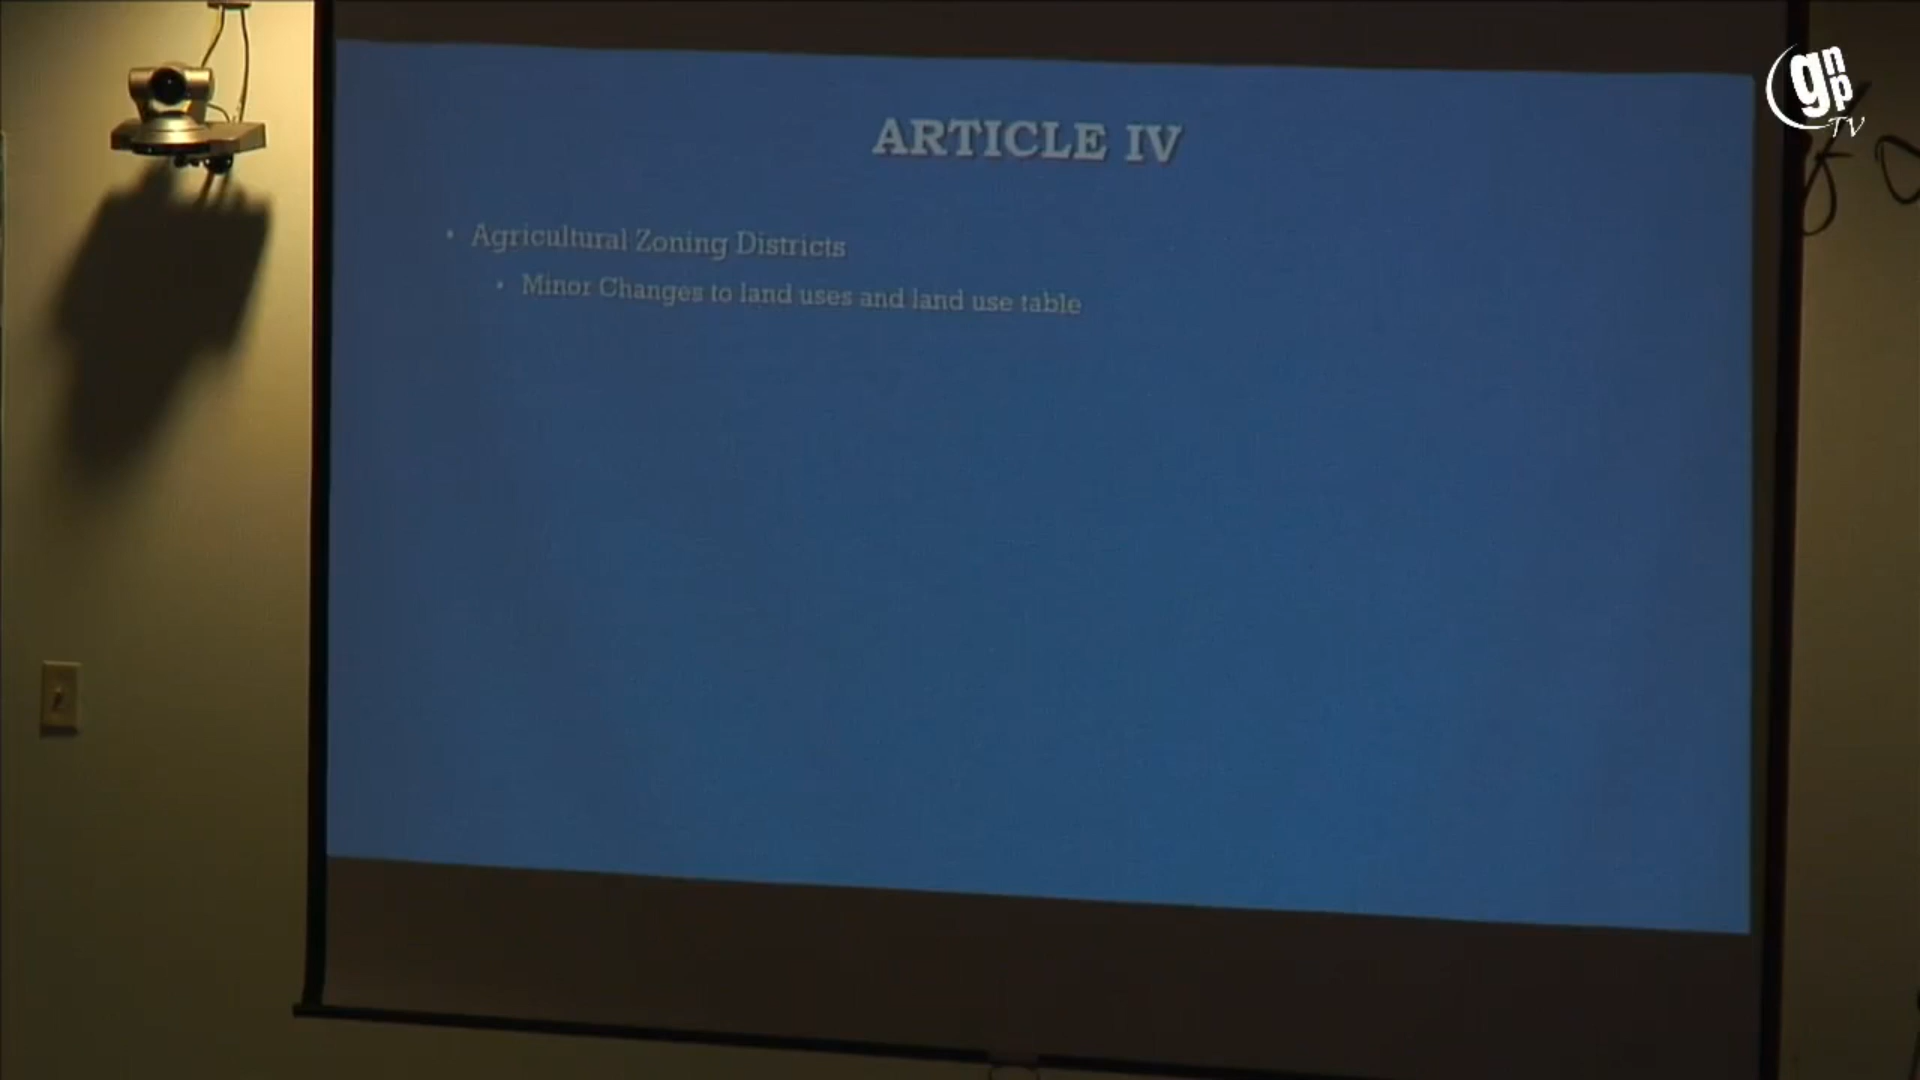 gnp
TV
ARTICLE IV
• Agricultural Zoning Districts
• Minor Changes to land uses and land use table